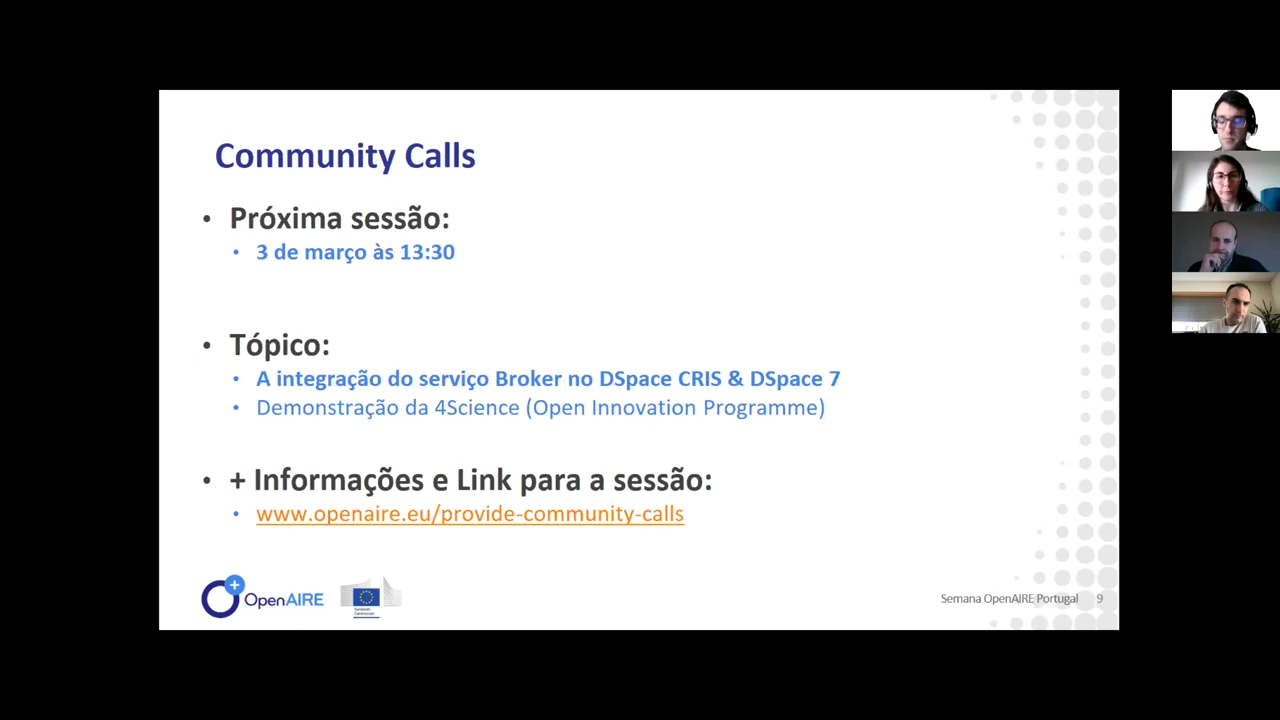 Community Calls
• Próxima sessão:
• 3 de março às 13:30
• Tópico:
• A integração do serviço Broker no DSpace CRIS & DSpace 7
• Demonstração da 4Science (Open Innovation Programme)
• + Informações e Link para a sessão:
• www.openaire.eu/provide-community-calls
OpenAIRE
European
Commission
Semana OpenAIRE Portugal 9